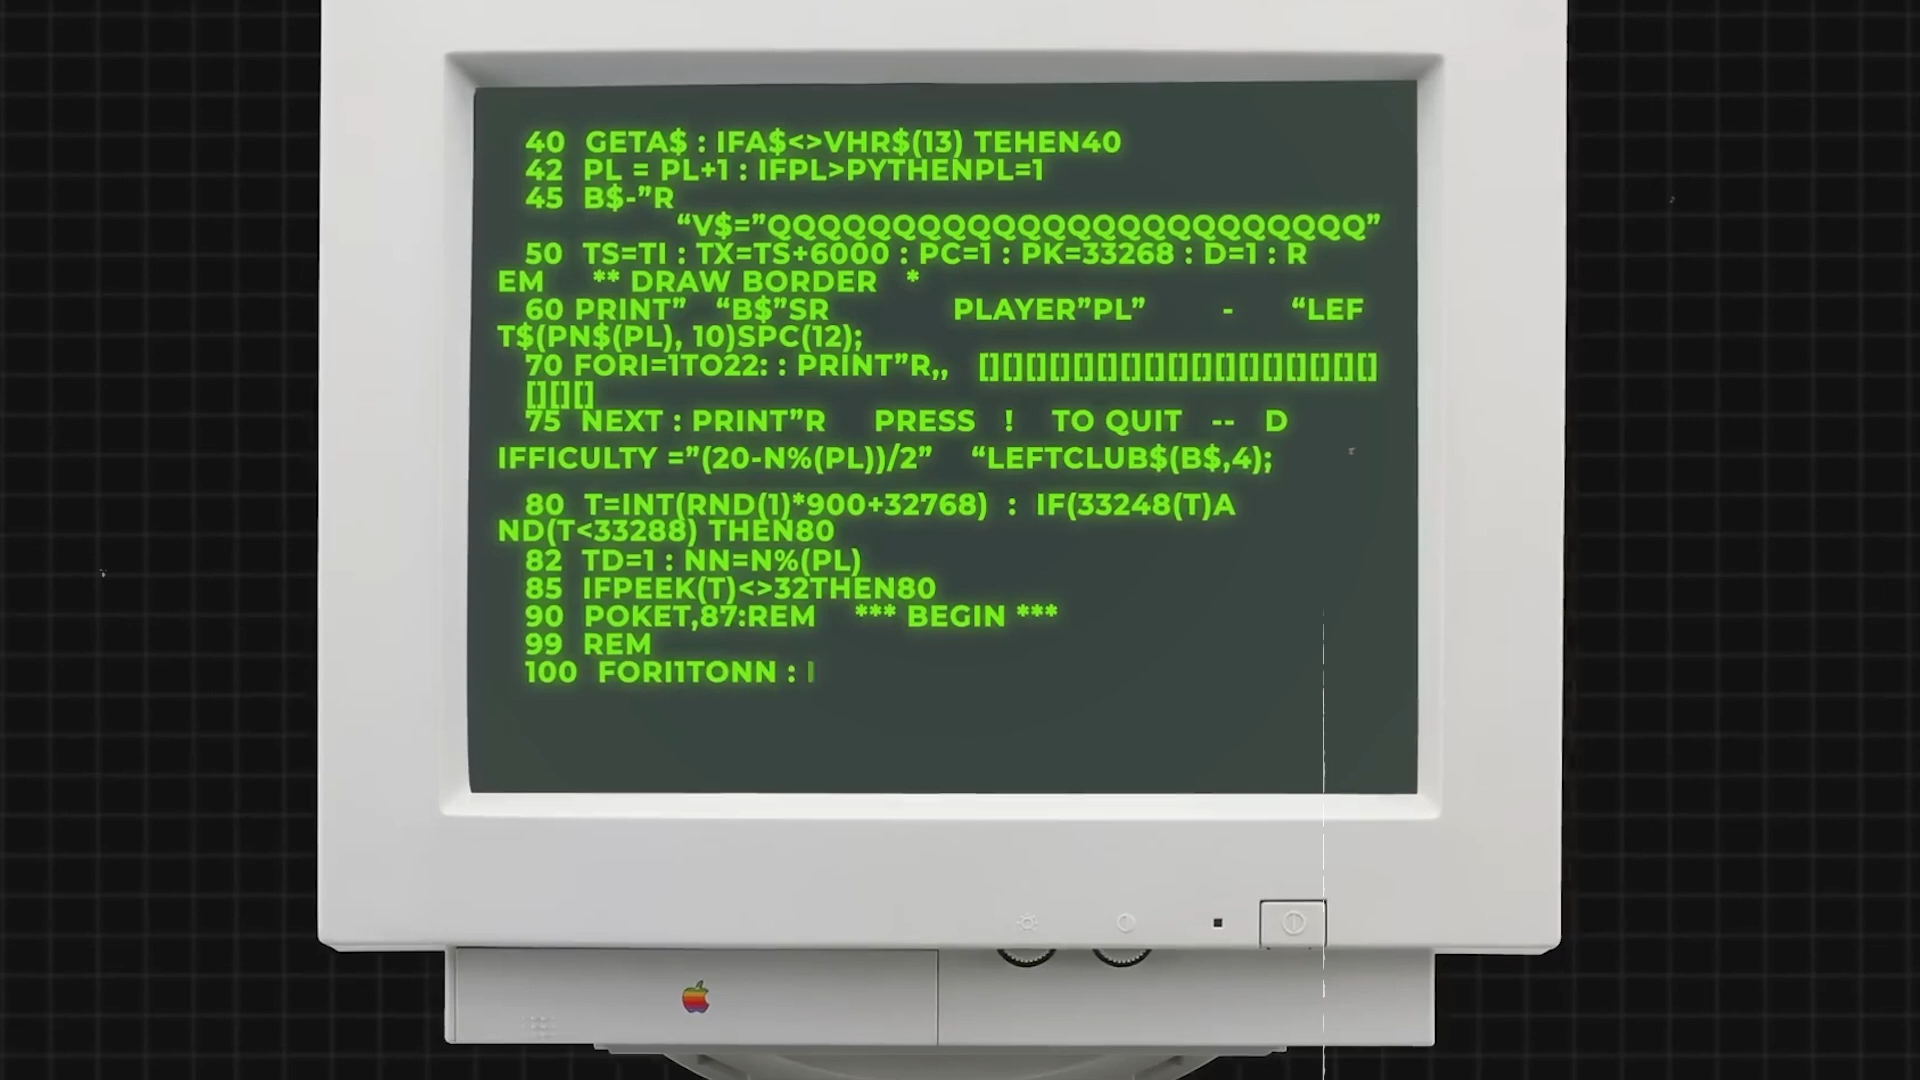 40 GETA$ : IFA$<>VHR$(13) TEHEN40
42 PL = PL+1 : IFPL>PYTHENPL=1
45 B$-”R
“V$=”QQQQQQQQQQQQQQQQQQQQQQQQ”
50 TS=TI : TX=TS+6000 : PC=1 : PK=33268 : D=1 : R
EM ** DRAW BORDER *
60 PRINT” “B$”SR PLAYER”PL” - “LEF
T$(PN$(PL), 10)SPC(12);
70 FORI=1TO22: : PRINT”R,, [][][][][][][][][][][][][][][][][]
[][][]
75 NEXT : PRINT”R PRESS ! TO QUIT -- D
IFFICULTY =”(20-N%(PL))/2” “LEFTCLUB$(B$,4);
80 T=INT(RND(1)*900+32768) : IF(33248(T)A
ND(T<33288) THEN80
82 TD=1 : NN=N%(PL)
85 IFPEEK(T)<>32THEN80
90 POKET,87:REM *** BEGIN ***
99 REM
100 FORI1TONN : I